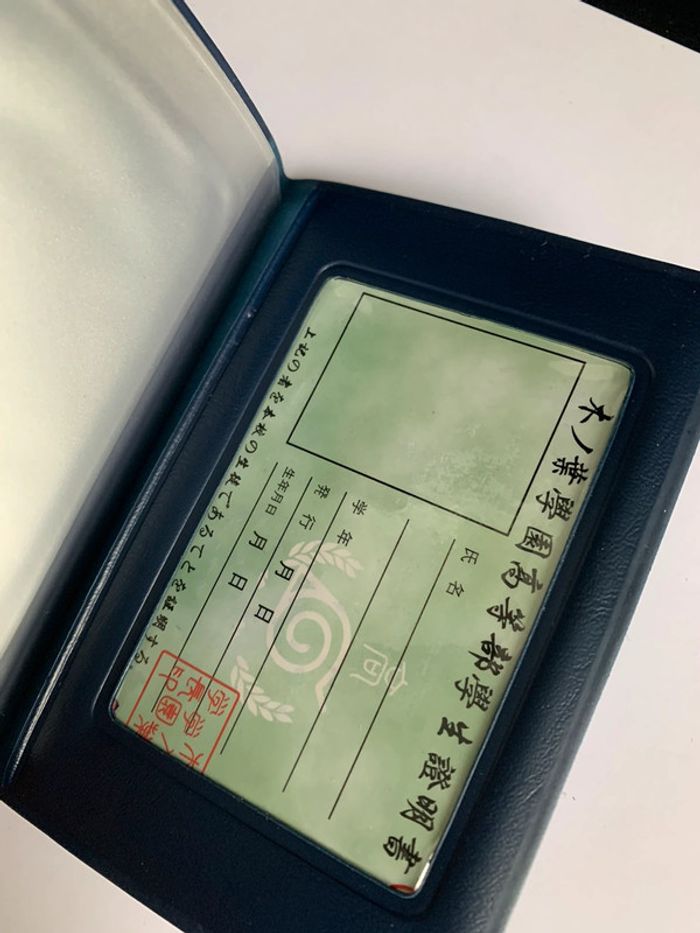 木ノ葉學園高等部學生證明書
氏名
学年
発行 月 日
生年月日 月 日
上記の者を本校の生徒であることを証明する
高